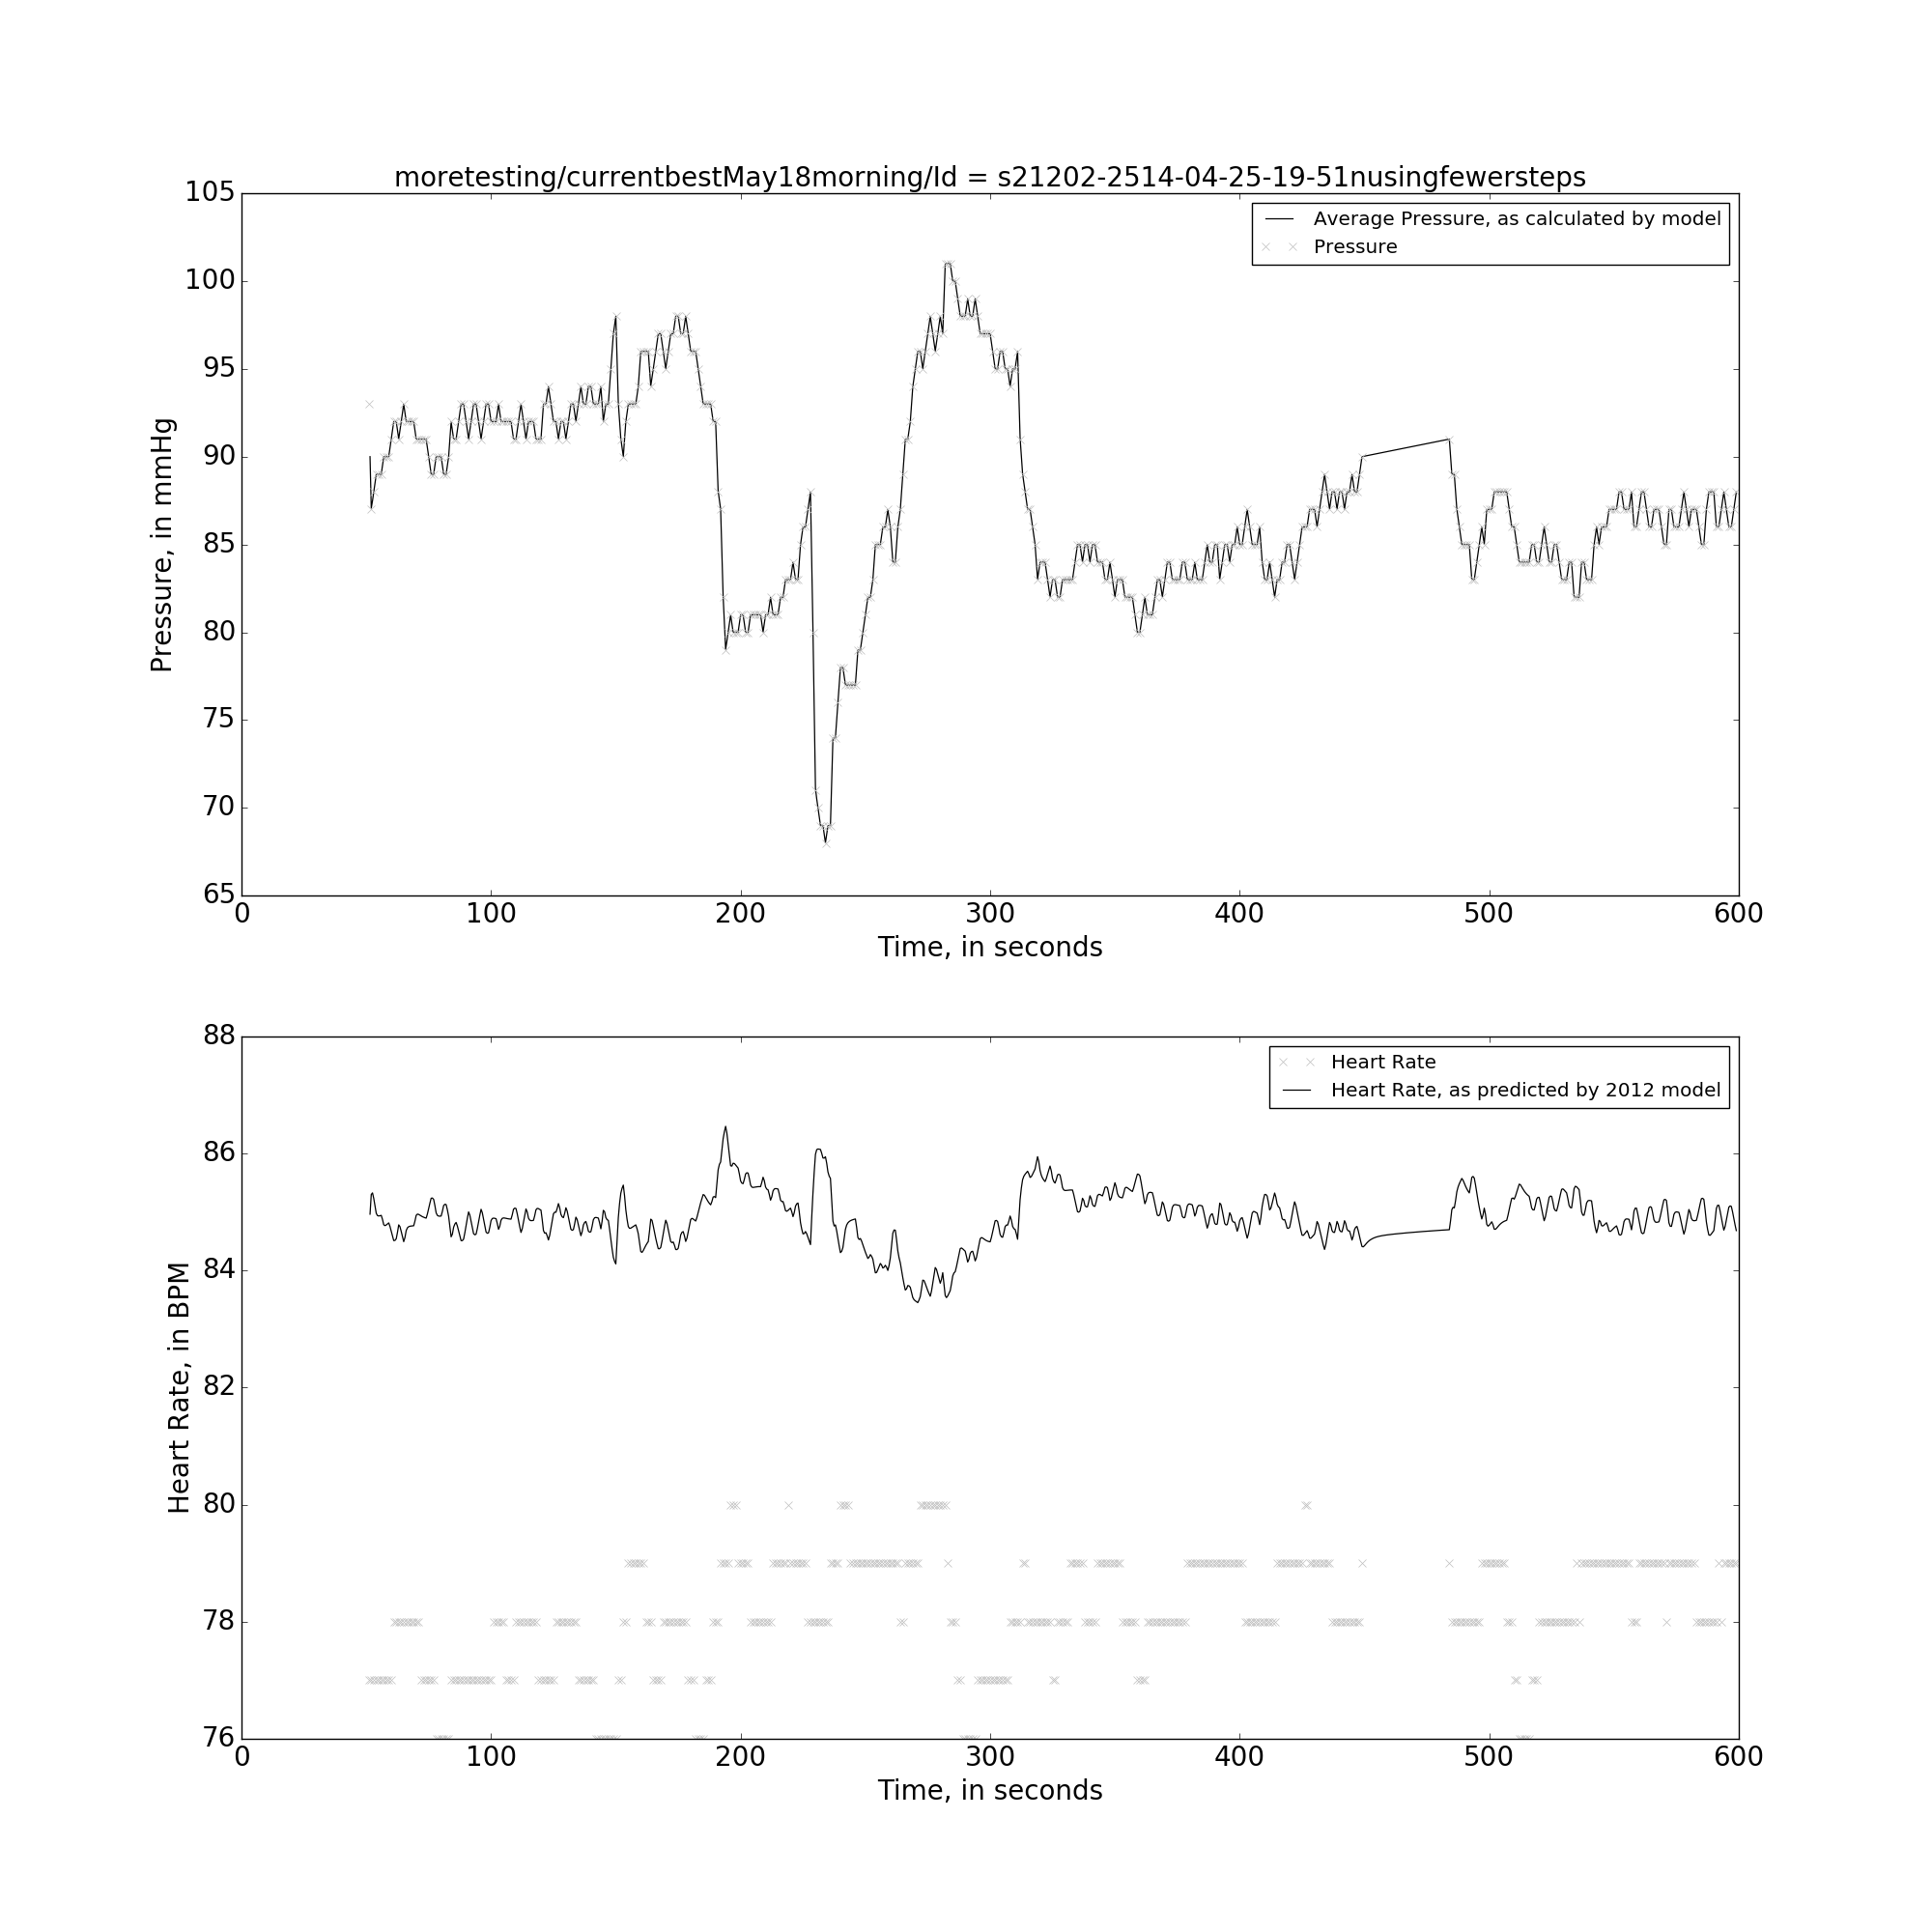 moretesting/currentbestMay18morning/Id = s21202-2514-04-25-19-51nusingfewersteps
105
100
95
90
85
80
75
70
65
Pressure, in mmHg
Average Pressure, as calculated by model
Pressure
0 100 200 300 400 500 600
Time, in seconds
88
86
84
82
80
78
76
Heart Rate, in BPM
Heart Rate
Heart Rate, as predicted by 2012 model
0 100 200 300 400 500 600
Time, in seconds